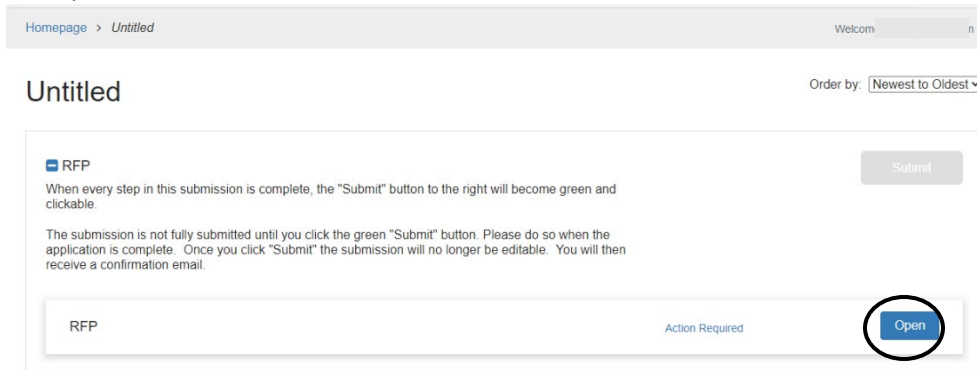 Homepage > Untitled
Welcom n
Untitled
Order by: Newest to Oldest
RFP
Submit
When every step in this submission is complete, the "Submit" button to the right will become green and
clickable.
The submission is not fully submitted until you click the green "Submit" button. Please do so when the
application is complete. Once you click "Submit" the submission will no longer be editable. You will then
receive a confirmation email.
RFP
Action Required
Open